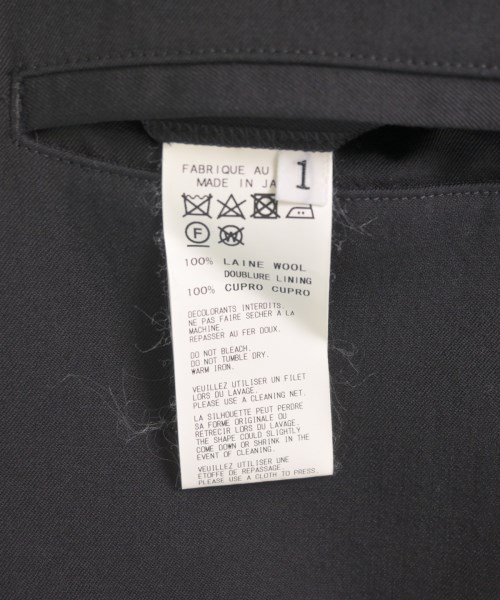 FABRIQUE AU
MADE IN JA
1
F
W
100% LAINE WOOL
DOUBLURE LINING
100% CUPRO CUPRO
DECOLORANTS INTERDITS.
NE PAS FAIRE SECHER A LA
MACHINE.
REPASSER AU FER DOUX.
DO NOT BLEACH.
DO NOT TUMBLE DRY.
WARM IRON.
VEUILLEZ UTILISER UN FILET
LORS DU LAVAGE.
PLEASE USE A CLEANING NET.
LA SILHOUETTE PEUT PERDRE
SA FORME ORIGINALE OU
RETRECIR LORS DU LAVAGE.
THE SHAPE COULD SLIGHTLY
COME DOWN OR SHRINK IN THE
EVENT OF CLEANING.
VEUILLEZ UTILISER UNE
ETOFFE DE REPASSAGE.
PLEASE USE A CLOTH TO PRESS.